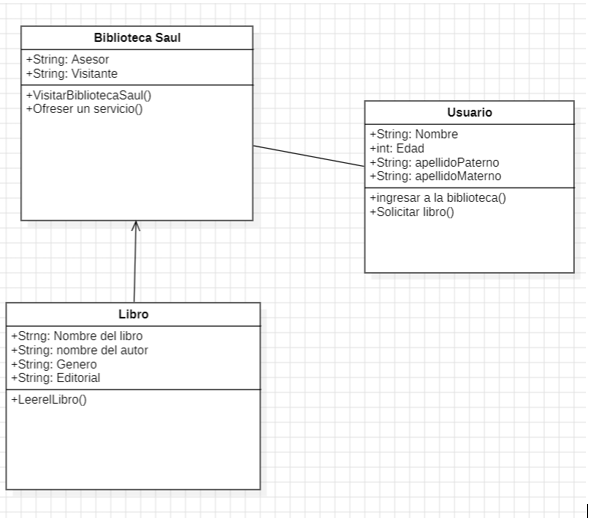 Biblioteca Saul
+String: Asesor
+String: Visitante
+VisitarBibliotecaSaul()
+Ofreser un servicio()
Usuario
+String: Nombre
+int: Edad
+String: apellidoPaterno
+String: apellidoMaterno
+ingresar a la biblioteca()
+Solicitar libro()
Libro
+Strng: Nombre del libro
+String: nombre del autor
+String: Genero
+String: Editorial
+LeerelLibro()